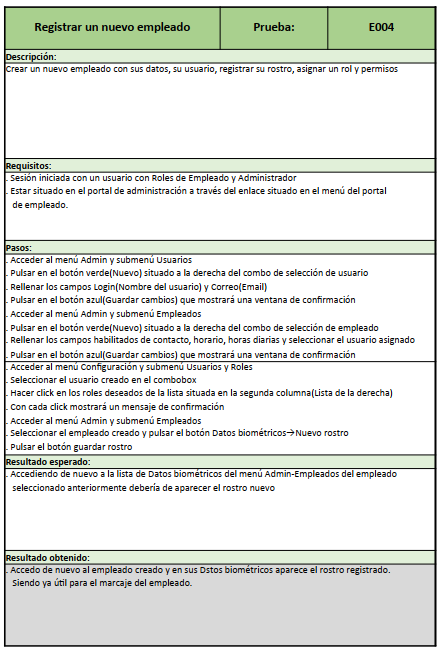 Registrar un nuevo empleado Prueba: E004
Descripción:
Crear un nuevo empleado con sus datos, su usuario, registrar su rostro, asignar un rol y permisos
Requisitos:
. Sesión iniciada con un usuario con Roles de Empleado y Administrador
. Estar situado en el portal de administración a través del enlace situado en el menú del portal
de empleado.
Pasos:
. Acceder al menú Admin y submenú Usuarios
. Pulsar en el botón verde(Nuevo) situado a la derecha del combo de selección de usuario
. Rellenar los campos Login(Nombre del usuario) y Correo(Email)
. Pulsar en el botón azul(Guardar cambios) que mostrará una ventana de confirmación
. Acceder al menú Admin y submenú Empleados
. Pulsar en el botón verde(Nuevo) situado a la derecha del combo de selección de empleado
. Rellenar los campos habilitados de contacto, horario, horas diarias y seleccionar el usuario asignado
. Pulsar en el botón azul(Guardar cambios) que mostrará una ventana de confirmación
. Acceder al menú Configuración y submenú Usuarios y Roles
. Seleccionar el usuario creado en el combobox
. Hacer click en los roles deseados de la lista situada en la segunda columna(Lista de la derecha)
. Con cada click mostrará un mensaje de confirmación
. Acceder al menú Admin y submenú Empleados
. Seleccionar el empleado creado y pulsar el botón Datos biométricos→Nuevo rostro
. Pulsar el botón guardar rostro
Resultado esperado:
. Accediendo de nuevo a la lista de Datos biométricos del menú Admin-Empleados del empleado
seleccionado anteriormente debería de aparecer el rostro nuevo
Resultado obtenido:
. Accedo de nuevo al empleado creado y en sus Dstos biométricos aparece el rostro registrado.
Siendo ya útil para el marcaje del empleado.